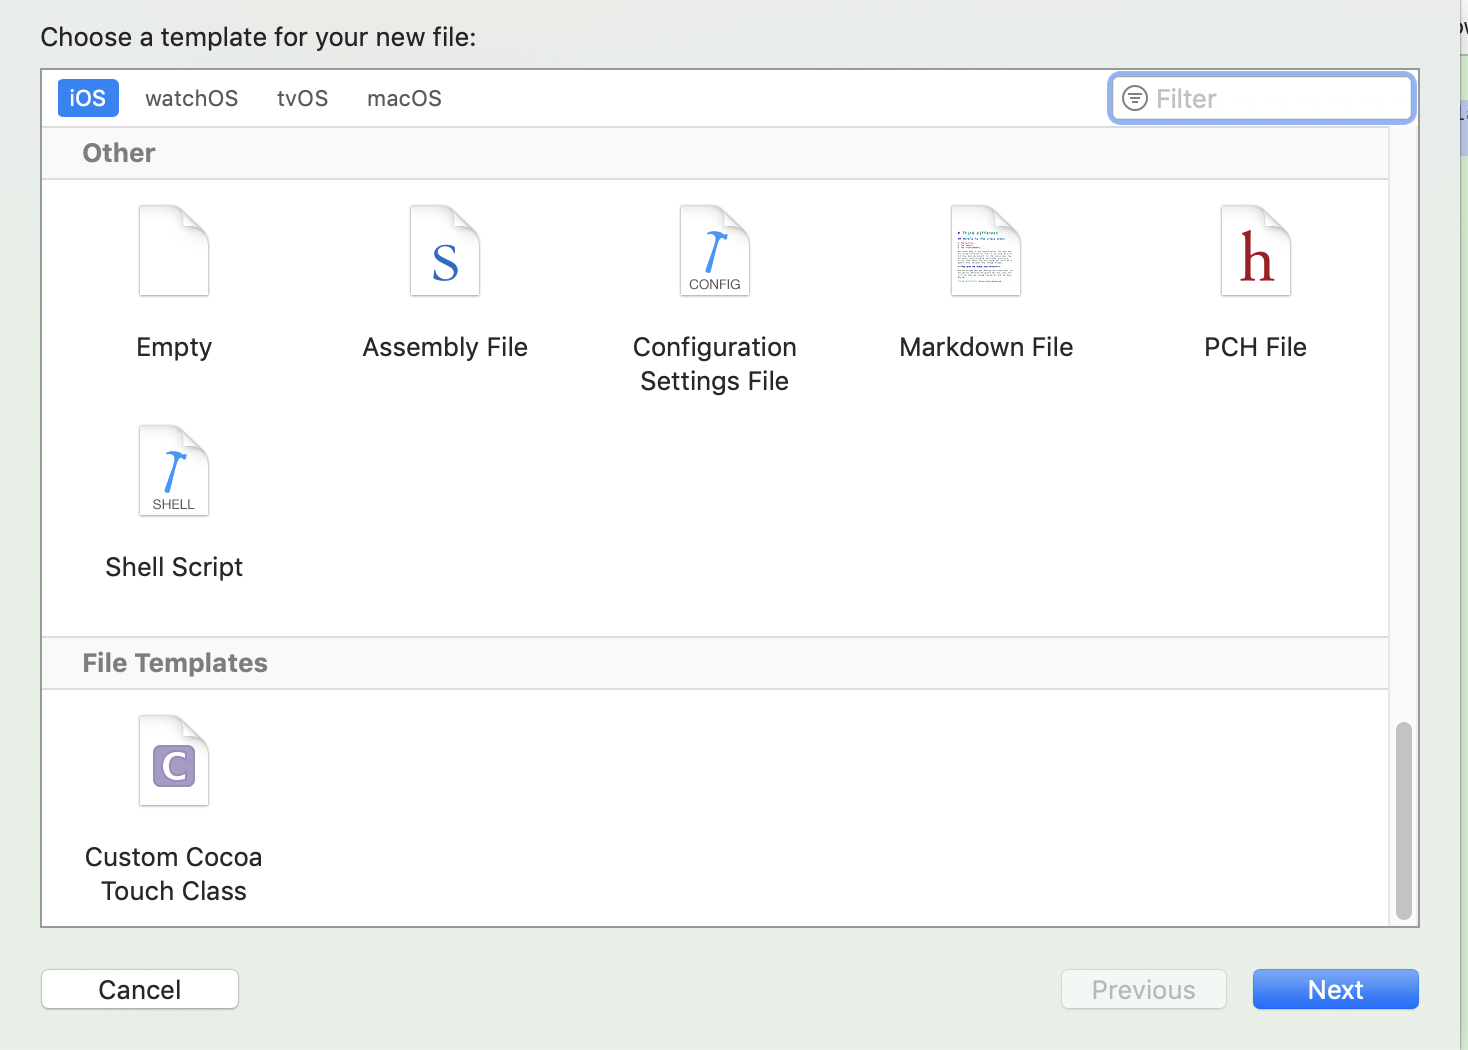 Choose a template for your new file:
iOS watchOS tvOS macOS Filter
Other
S
CONFIG
h
Empty
Assembly File
Configuration
Settings File
Markdown File
PCH File
SHELL
Shell Script
File Templates
C
Custom Cocoa
Touch Class
Cancel Previous Next